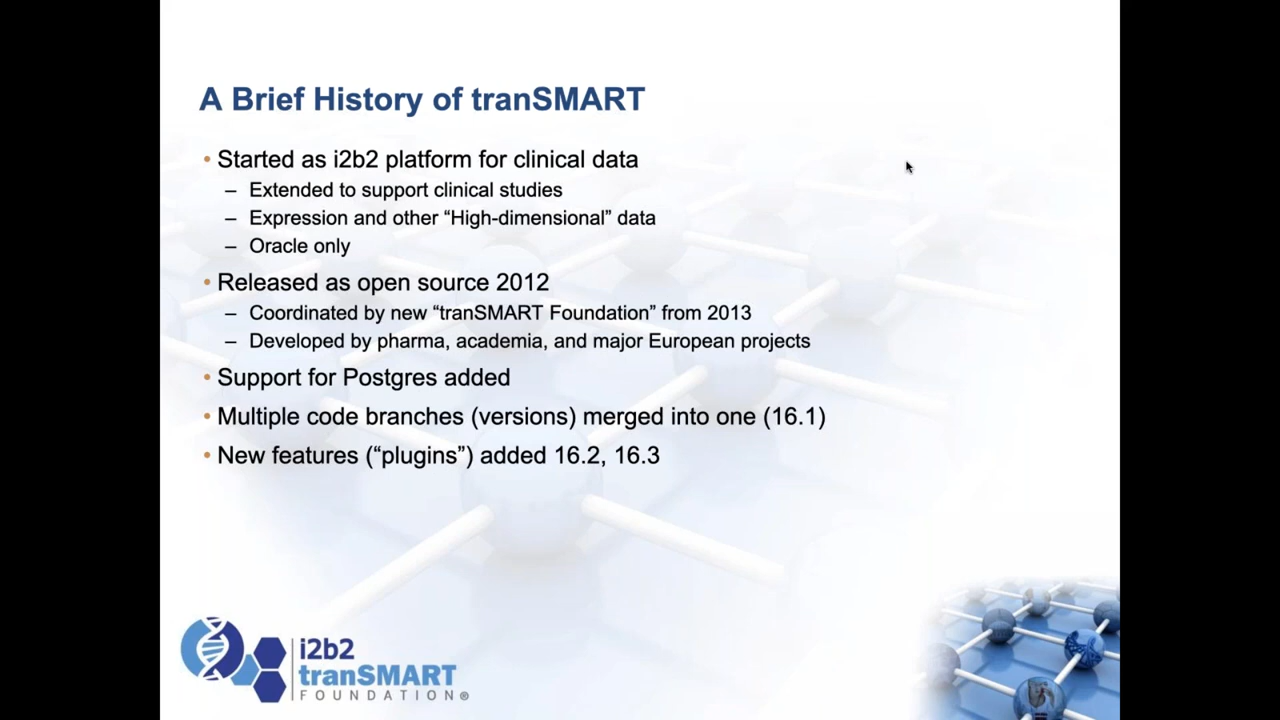 A Brief History of tranSMART
• Started as i2b2 platform for clinical data
– Extended to support clinical studies
– Expression and other “High-dimensional” data
– Oracle only
• Released as open source 2012
– Coordinated by new “tranSMART Foundation” from 2013
– Developed by pharma, academia, and major European projects
• Support for Postgres added
• Multiple code branches (versions) merged into one (16.1)
• New features (“plugins”) added 16.2, 16.3
i2b2
tranSMART
FOUNDATION®